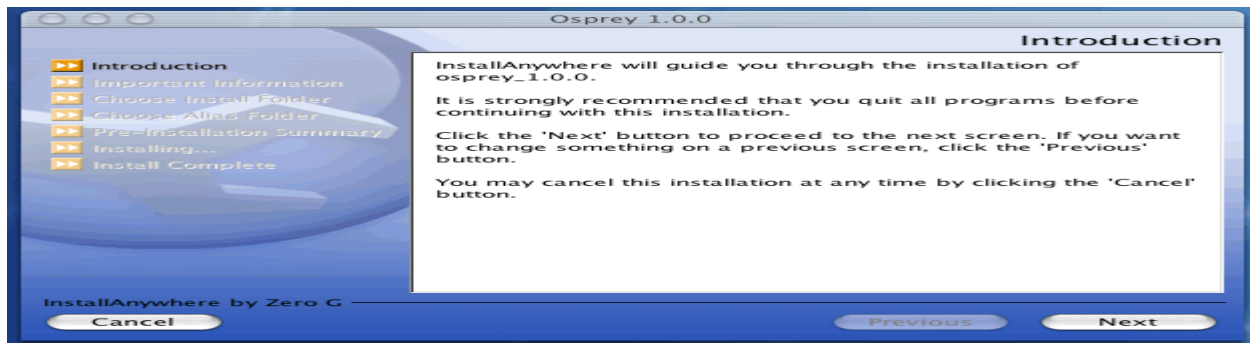 Osprey 1.0.0
Introduction
Introduction
Important Information
Choose Install Folder
Choose Alias Folder
Pre-Installation Summary
Installing...
Install Complete
InstallAnywhere will guide you through the installation of
osprey_1.0.0.
It is strongly recommended that you quit all programs before
continuing with this installation.
Click the 'Next' button to proceed to the next screen. If you want
to change something on a previous screen, click the 'Previous'
button.
You may cancel this installation at any time by clicking the 'Cancel'
button.
InstallAnywhere by Zero G
Cancel
Previous
Next